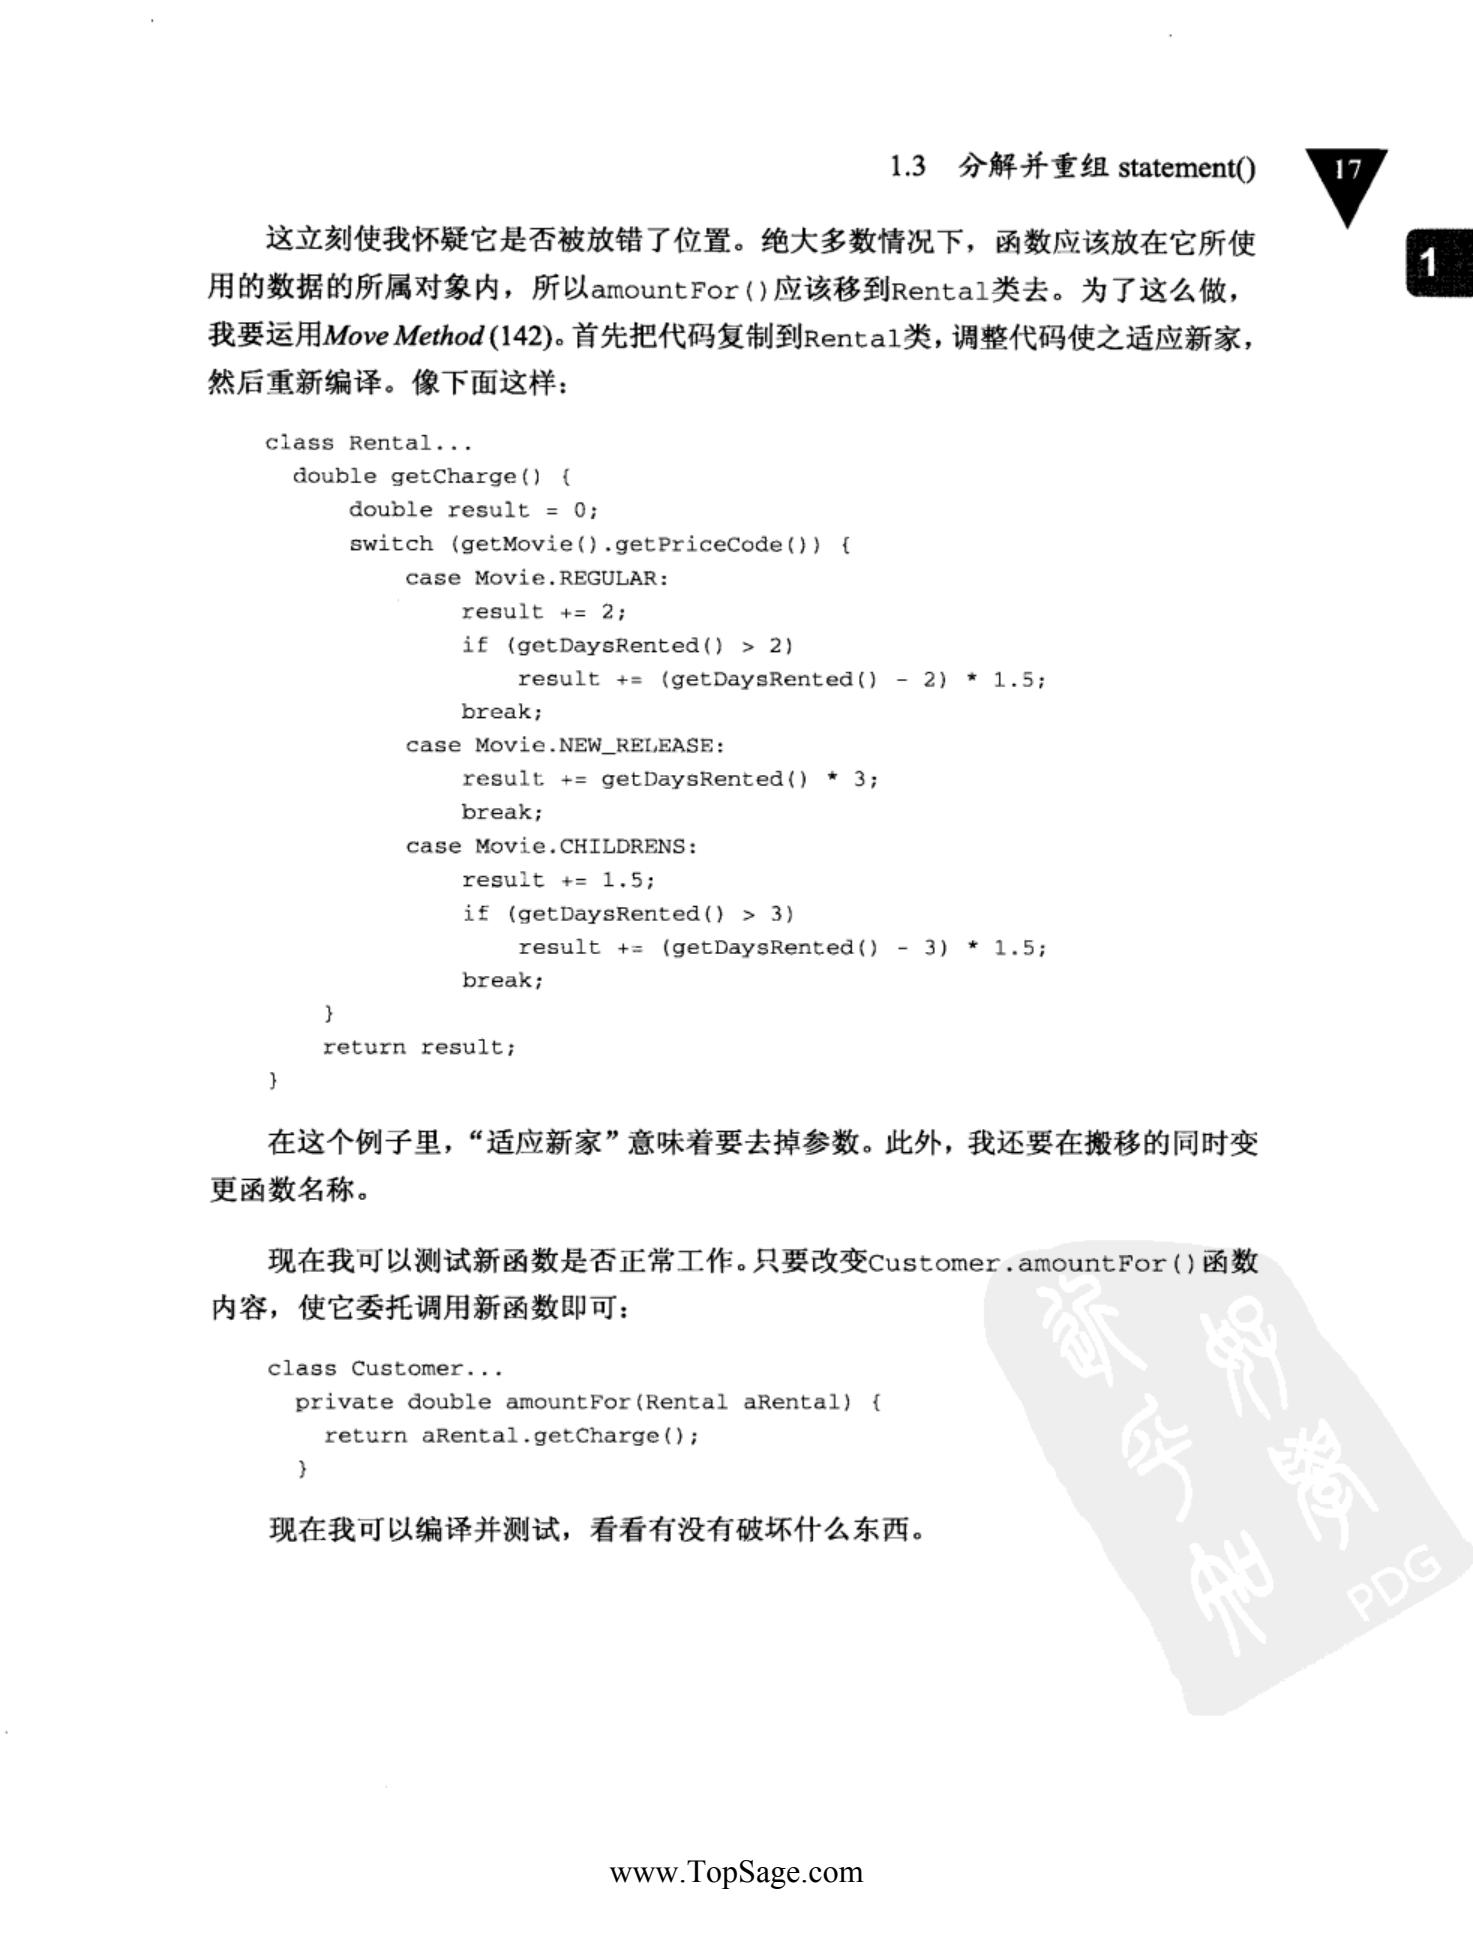 1.3 分解并重组 statement()
17
1
这立刻使我怀疑它是否被放错了位置。绝大多数情况下，函数应该放在它所使
用的数据的所属对象内，所以amountFor()应该移到Rental类去。为了这么做，
我要运用Move Method (142)。首先把代码复制到Rental类，调整代码使之适应新家，
然后重新编译。像下面这样：
class Rental...
double getCharge() {
double result = 0;
switch (getMovie().getPriceCode()) {
case Movie.REGULAR:
result += 2;
if (getDaysRented() > 2)
result += (getDaysRented() - 2) * 1.5;
break;
case Movie.NEW_RELEASE:
result += getDaysRented() * 3;
break;
case Movie.CHILDRENS:
result += 1.5;
if (getDaysRented() > 3)
result += (getDaysRented() - 3) * 1.5;
break;
}
return result;
}
在这个例子里，“适应新家”意味着要去掉参数。此外，我还要在搬移的同时变
更函数名称。
现在我可以测试新函数是否正常工作。只要改变Customer.amountFor()函数
内容，使它委托调用新函数即可：
class Customer...
private double amountFor(Rental aRental) {
return aRental.getCharge();
}
现在我可以编译并测试，看看有没有破坏什么东西。
PDG
www.TopSage.com